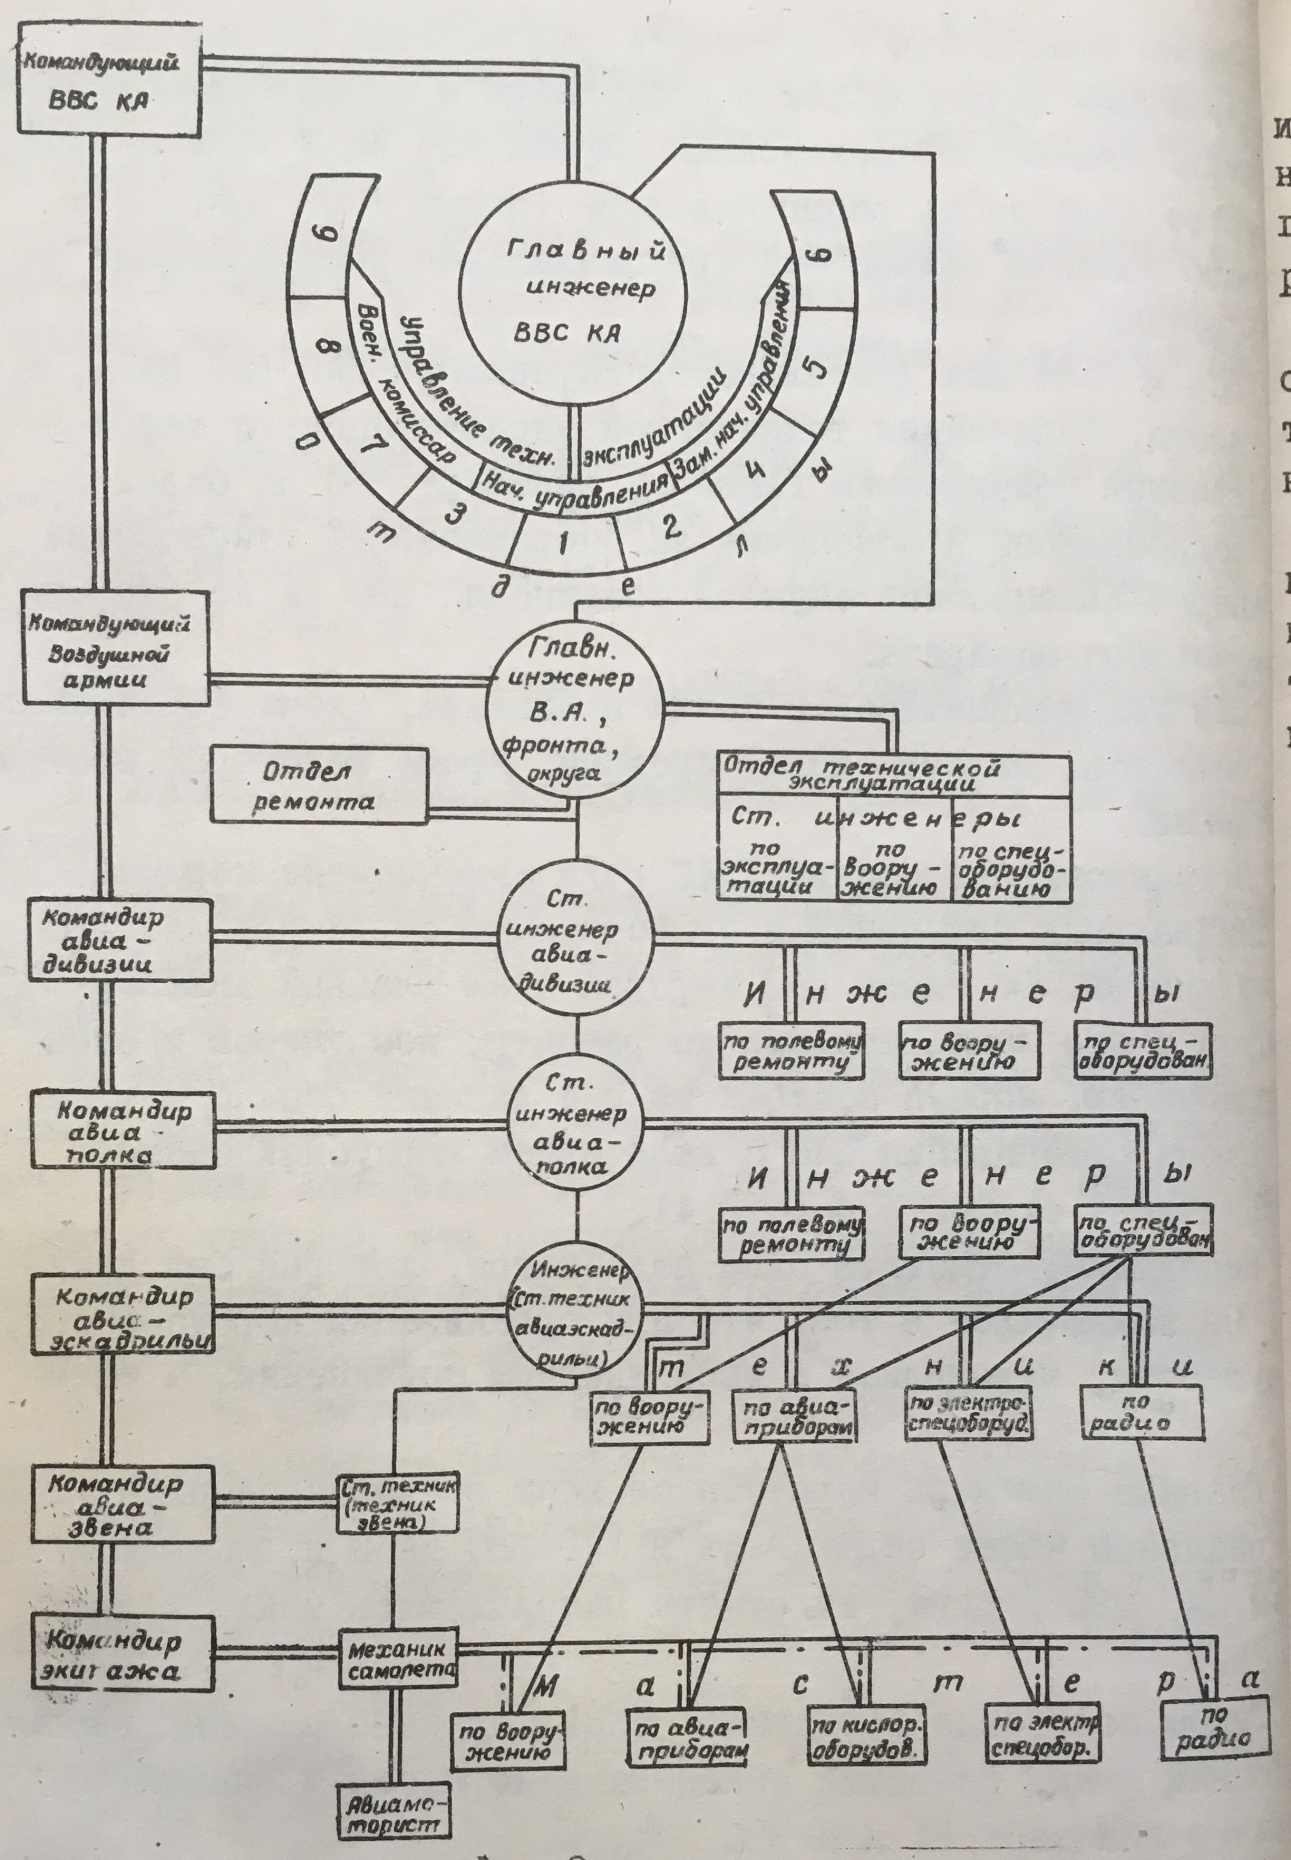 Командующий
ВВС КА
Главный
инженер
ВВС КА
Управление техн. эксплуатации
Воен. комиссар
Нач. управления
Зам. нач. управления
9
8
7
3
1
2
4
5
6
Отделы
Командующий
Воздушной
армии
Главн.
инженер
В.А.,
фронта,
округа
Отдел
ремонта
Отдел технической
эксплуатации
Ст. инженеры
по
эксплуа-
тации
по
воору-
жению
по спец-
оборудо-
ванию
Командир
авиа-
дивизии
Ст.
инженер
авиа-
дивизии
Инженеры
по полевому
ремонту
по воору-
жению
по спец-
оборудован
Командир
авиа
полка
Ст.
инженер
авиа-
полка
Инженеры
по полевому
ремонту
по воору-
жению
по спец-
оборудован
Командир
авиа-
эскадрильи
Инженер
(Ст. техник
авиаэскад-
рильи)
техники
по воору-
жению
по авиа-
приборам
по электро-
спецоборуд.
по
радио
Командир
авиа-
звена
Ст. техник
(техник
звена)
Командир
экипажа
Механик
самолета
Мастера
по воору-
жению
по авиа-
приборам
по кислор.
оборудов.
по электр
спецобор.
по
радио
Авиамо-
торист